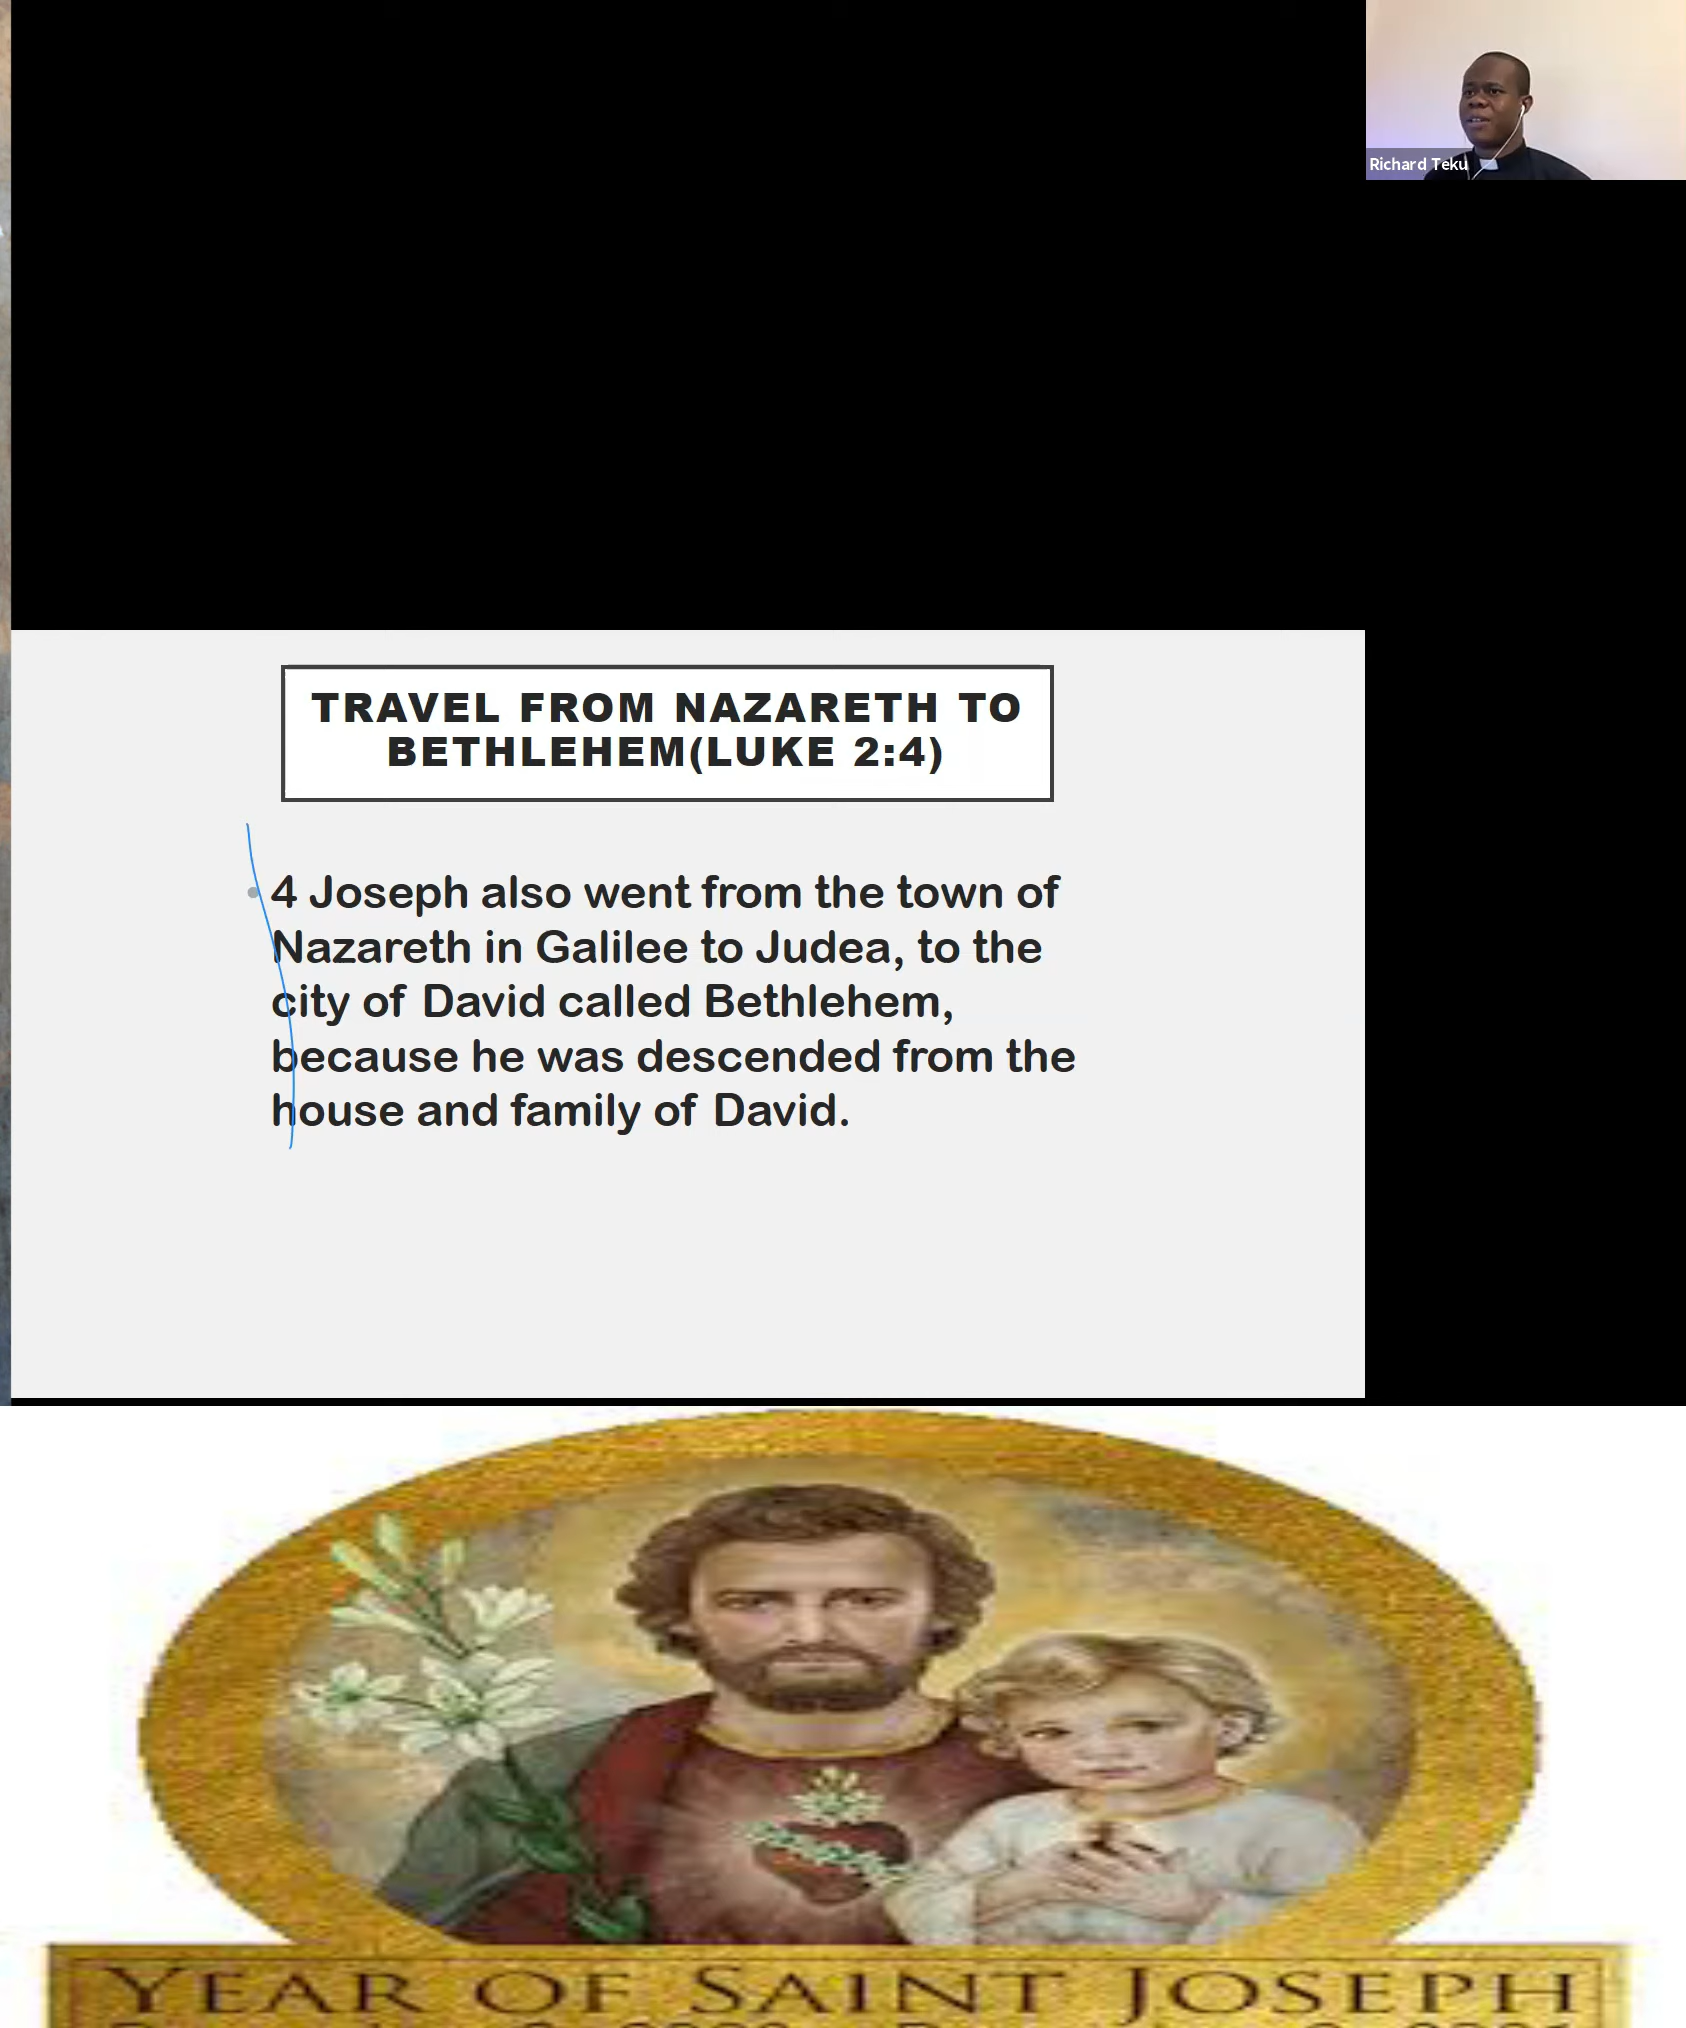 Richard Teku
TRAVEL FROM NAZARETH TO
BETHLEHEM(LUKE 2:4)
4 Joseph also went from the town of
Nazareth in Galilee to Judea, to the
city of David called Bethlehem,
because he was descended from the
house and family of David.
YEAR OF SAINT JOSEPH